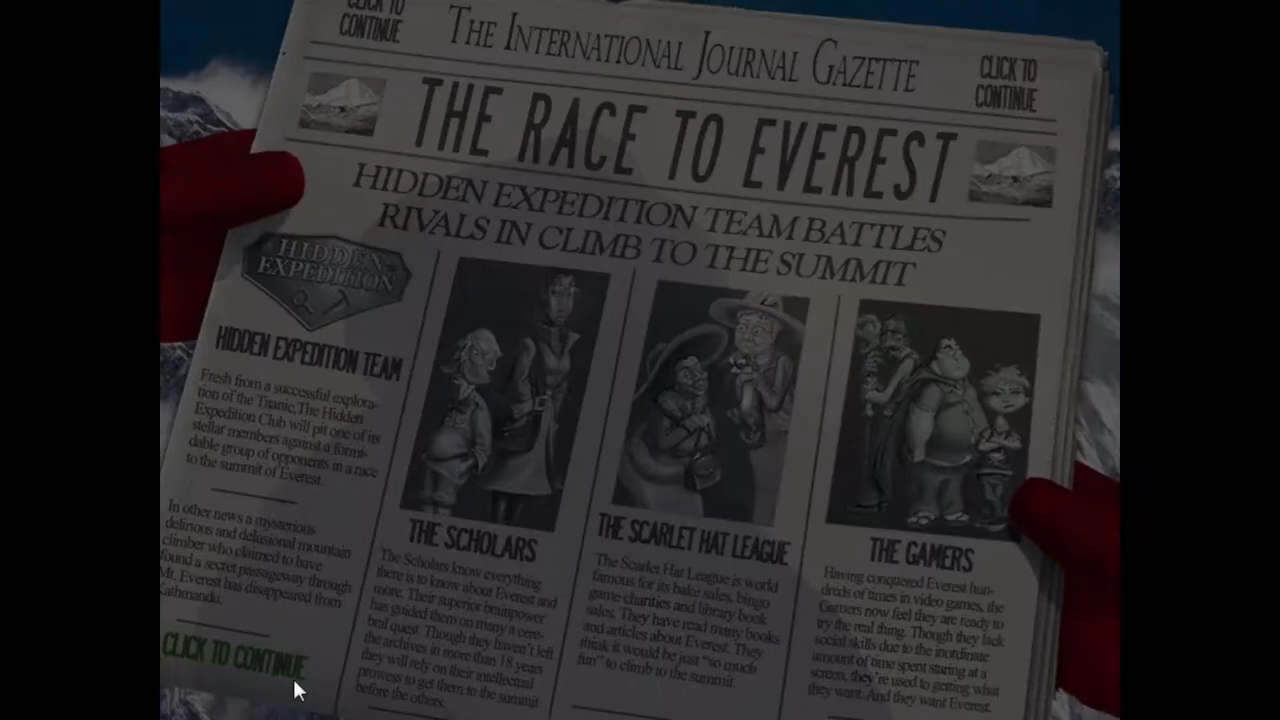 CLICK TO
CONTINUE
THE INTERNATIONAL JOURNAL GAZETTE
CLICK TO
CONTINUE
THE RACE TO EVEREST
HIDDEN EXPEDITION TEAM BATTLES
RIVALS IN CLIMB TO THE SUMMIT
HIDDEN
EXPEDITION
HIDDEN EXPEDITION TEAM
Fresh from a successful explora-
tion of the Titanic, The Hidden
Expedition Club will pit one of its
stellar members against a formi-
dable group of opponents in a race
to the summit of Everest.
In other news a mysterious
delirious and delusional mountain
climber who claimed to have
found a secret passageway through
Mt. Everest has disappeared from
Kathmandu.
CLICK TO CONTINUE
THE SCHOLARS
The Scholars know everything
there is to know about Everest and
more. Their superior brainpower
has guided them on many a cere-
bral quest. Though they haven't left
the archives in more than 18 years
they will rely on their intellectual
prowess to get them to the summit
before the others.
THE SCARLET HAT LEAGUE
The Scarlet Hat League is world
famous for its bake sales, bingo
game charities and library book
sales. They have read many books
and articles about Everest. They
think it would be just "so much
fun" to climb to the summit.
THE GAMERS
Having conquered Everest hun-
dreds of times in video games, the
Gamers now feel they are ready to
try the real thing. Though they lack
social skills due to the inordinate
amount of time spent staring at a
screen, they're used to getting what
they want. And they want Everest.